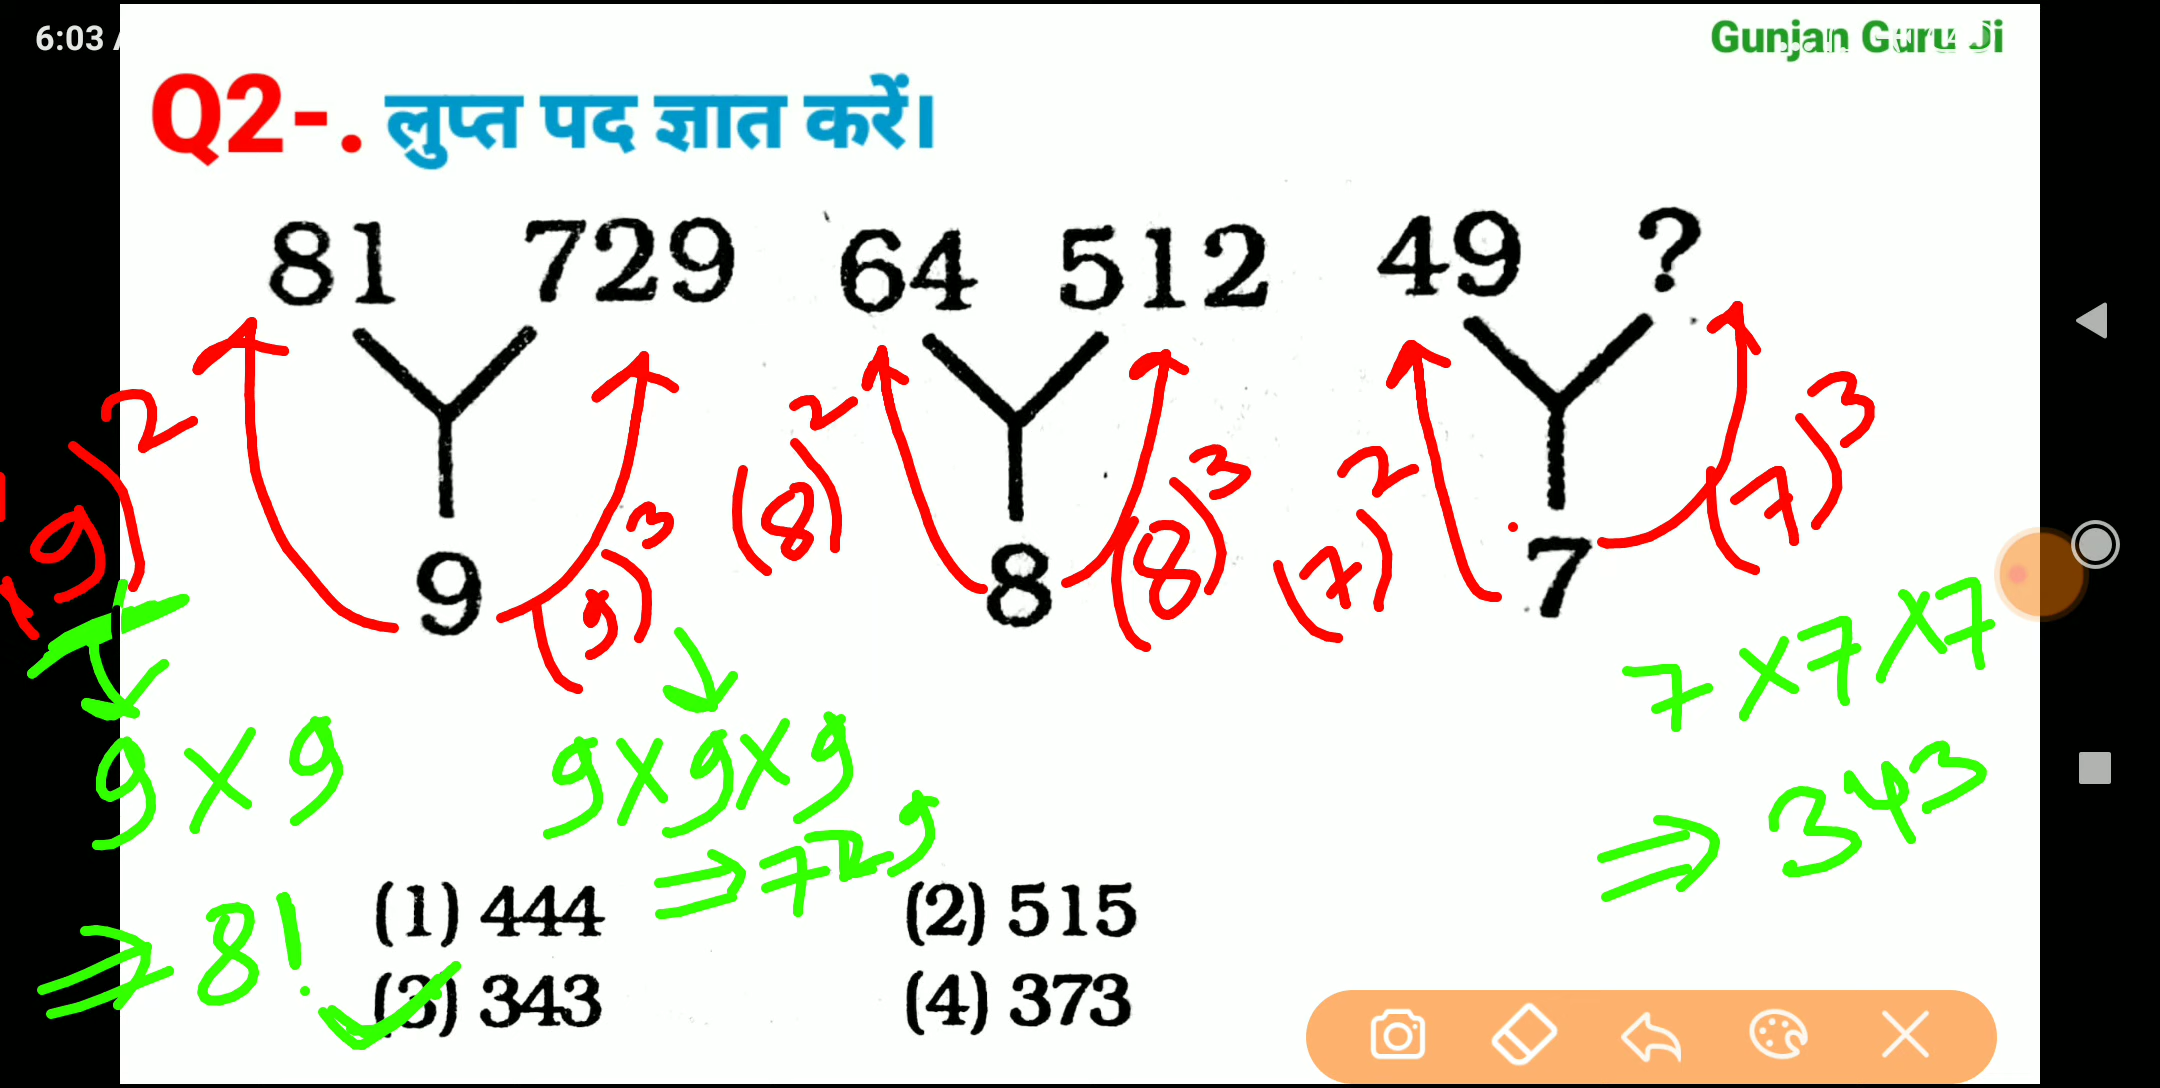 6:03
Gunjan Guru Ji
Q2-. लुप्त पद ज्ञात करें।
81 729 64 512 49 ?
(9)² (9)³ (8)² (8)³ (7)² (7)³
9 8 7
9×9 9×9×9 7×7×7
⇒81 ⇒729 ⇒343
(1) 444 (2) 515
(3) 343 (4) 373